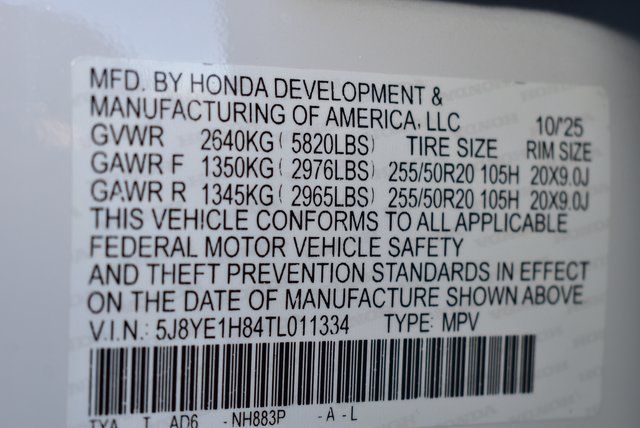 MFD. BY HONDA DEVELOPMENT &
MANUFACTURING OF AMERICA, LLC 10/'25
GVWR 2640KG ( 5820LBS) TIRE SIZE RIM SIZE
GAWR F 1350KG ( 2976LBS) 255/50R20 105H 20X9.0J
GAWR R 1345KG ( 2965LBS) 255/50R20 105H 20X9.0J
THIS VEHICLE CONFORMS TO ALL APPLICABLE
FEDERAL MOTOR VEHICLE SAFETY
AND THEFT PREVENTION STANDARDS IN EFFECT
ON THE DATE OF MANUFACTURE SHOWN ABOVE
V.I.N.: 5J8YE1H84TL011334 TYPE: MPV
TYA T AD6 - NH883P - A - L